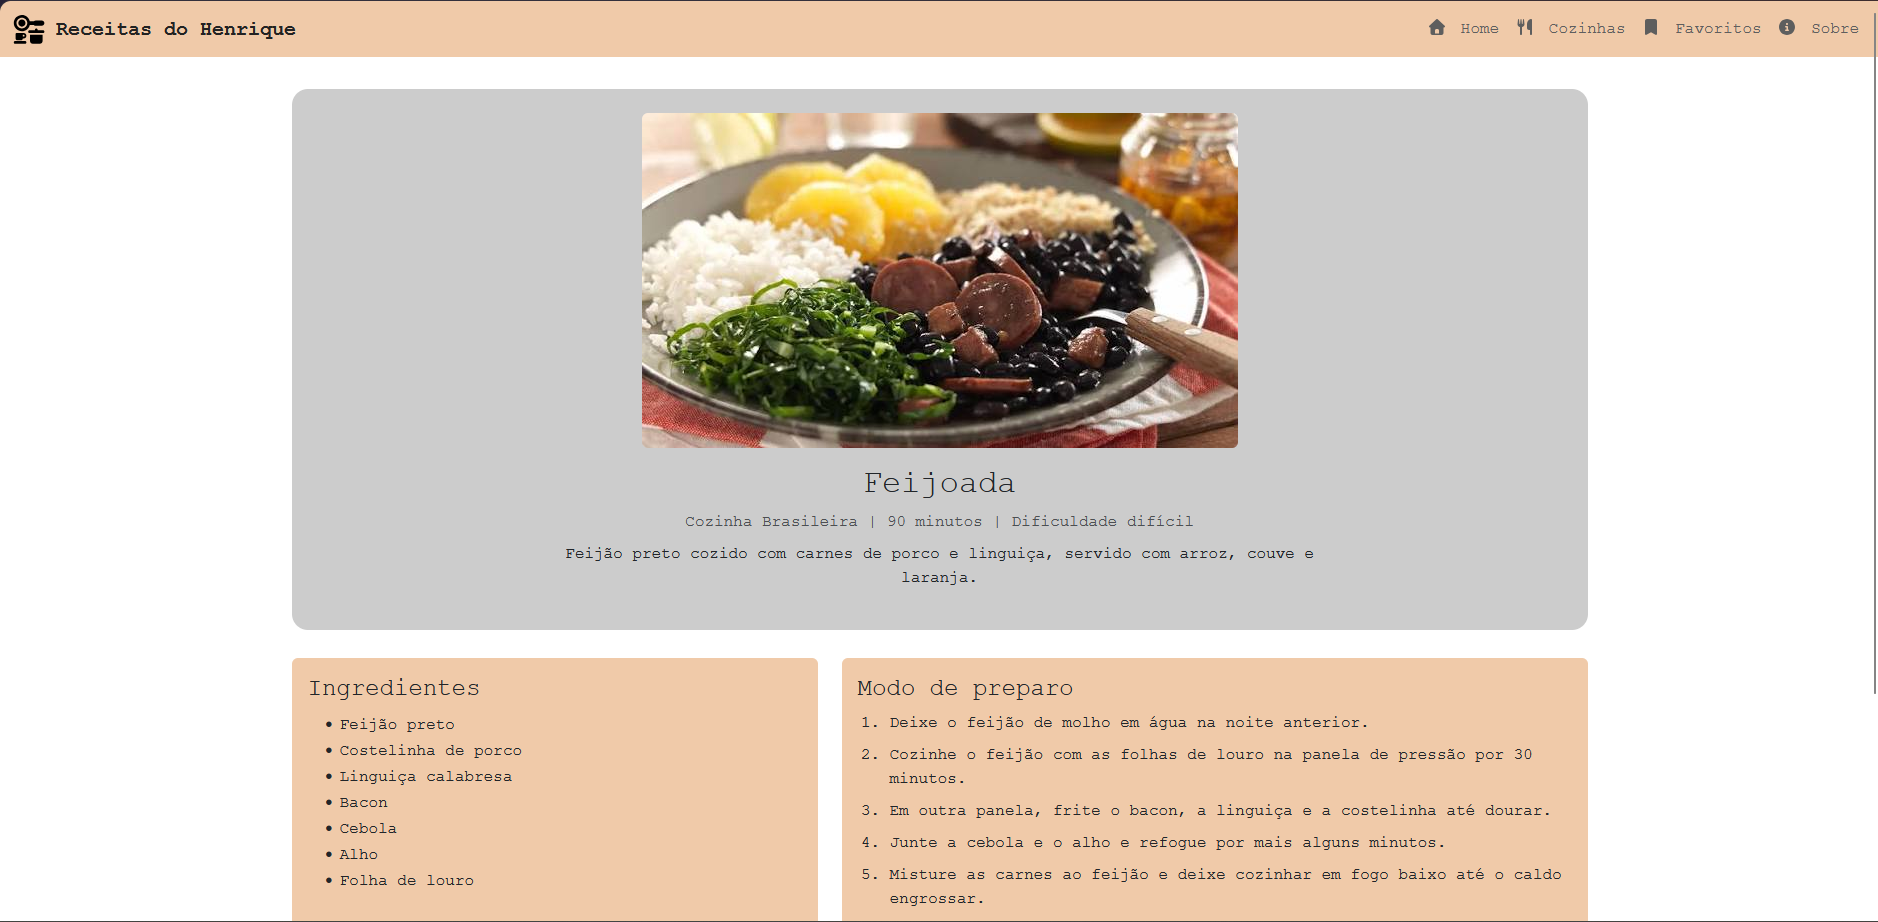 Receitas do Henrique
Home
Cozinhas
Favoritos
Sobre
Feijoada
Cozinha Brasileira | 90 minutos | Dificuldade difícil
Feijão preto cozido com carnes de porco e linguiça, servido com arroz, couve e
laranja.
Ingredientes
• Feijão preto
• Costelinha de porco
• Linguiça calabresa
• Bacon
• Cebola
• Alho
• Folha de louro
Modo de preparo
1. Deixe o feijão de molho em água na noite anterior.
2. Cozinhe o feijão com as folhas de louro na panela de pressão por 30
minutos.
3. Em outra panela, frite o bacon, a linguiça e a costelinha até dourar.
4. Junte a cebola e o alho e refogue por mais alguns minutos.
5. Misture as carnes ao feijão e deixe cozinhar em fogo baixo até o caldo
engrossar.